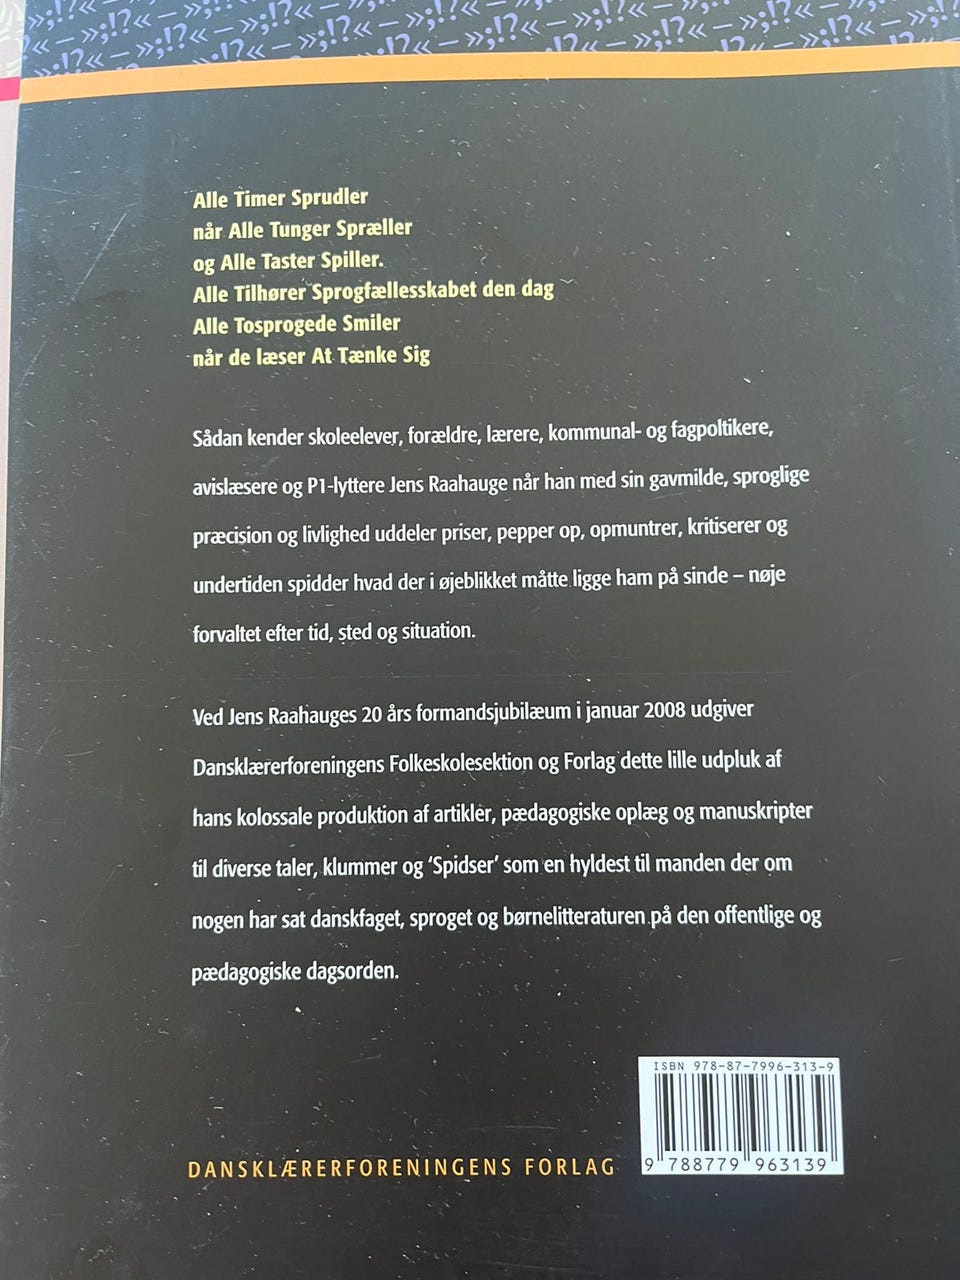 Alle Timer Sprudler
når Alle Tunger Spræller
og Alle Taster Spiller.
Alle Tilhører Sprogfællesskabet den dag
Alle Tosprogede Smiler
når de læser At Tænke Sig
Sådan kender skoleelever, forældre, lærere, kommunal- og fagpoltikere,
avislæsere og P1-lyttere Jens Raahauge når han med sin gavmilde, sproglige
præcision og livlighed uddeler priser, pepper op, opmuntrer, kritiserer og
undertiden spidder hvad der i øjeblikket måtte ligge ham på sinde – nøje
forvaltet efter tid, sted og situation.
Ved Jens Raahauges 20 års formandsjubilæum i januar 2008 udgiver
Dansklærerforeningens Folkeskolesektion og Forlag dette lille udpluk af
hans kolossale produktion af artikler, pædagogiske oplæg og manuskripter
til diverse taler, klummer og ‘Spidser’ som en hyldest til manden der om
nogen har sat danskfaget, sproget og børnelitteraturen på den offentlige og
pædagogiske dagsorden.
ISBN 978-87-7996-313-9
9 788779 963139
DANSKLÆRERFORENINGENS FORLAG